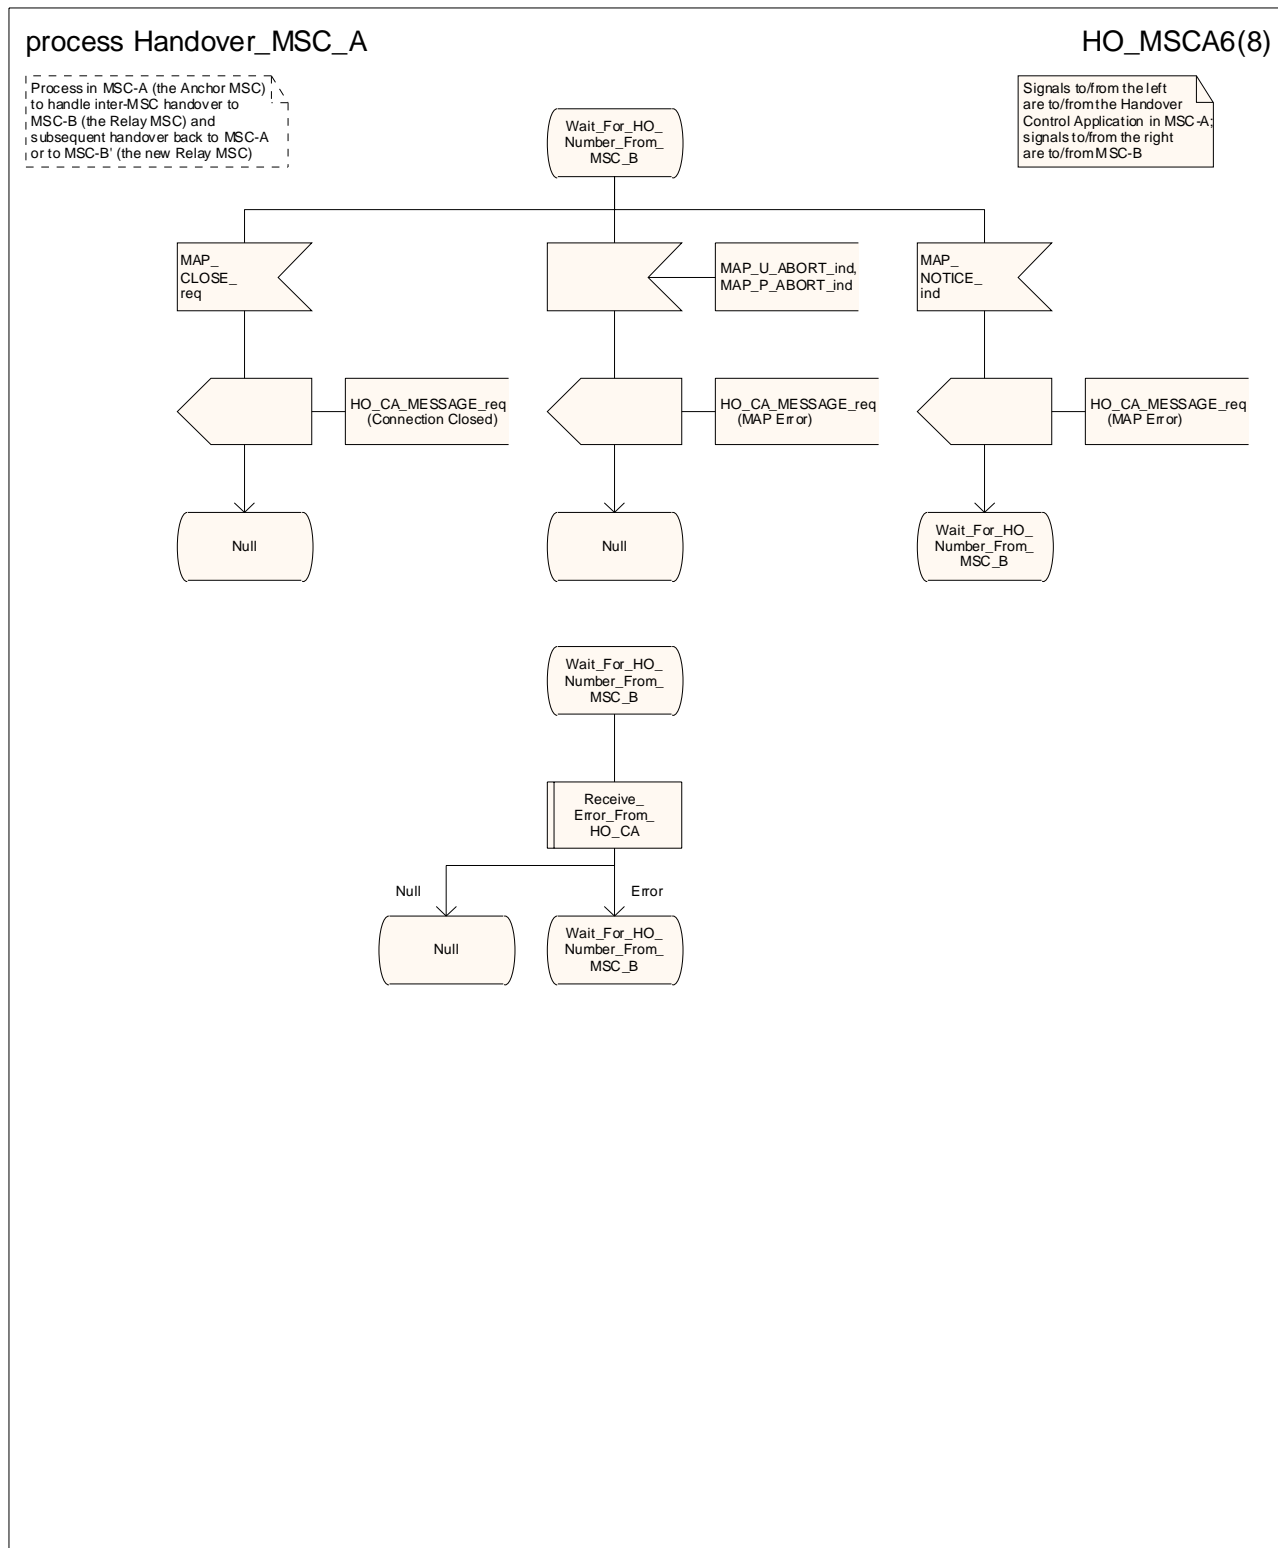 process Handover_MSC_A
HO_MSCA6(8)
Process in MSC-A (the Anchor MSC)
to handle inter-MSC handover to
MSC-B (the Relay MSC) and
subsequent handover back to MSC-A
or to MSC-B' (the new Relay MSC)
Signals to/from the left
are to/from the Handover
Control Application in MSC-A;
signals to/from the right
are to/from MSC-B
Wait_For_HO_
Number_From_
MSC_B
MAP_
CLOSE_
req
MAP_U_ABORT_ind,
MAP_P_ABORT_ind
MAP_
NOTICE_
ind
HO_CA_MESSAGE_req
(Connection Closed)
HO_CA_MESSAGE_req
(MAP Error)
HO_CA_MESSAGE_req
(MAP Error)
Null
Null
Wait_For_HO_
Number_From_
MSC_B
Wait_For_HO_
Number_From_
MSC_B
Receive_
Error_From_
HO_CA
Null
Error
Null
Wait_For_HO_
Number_From_
MSC_B